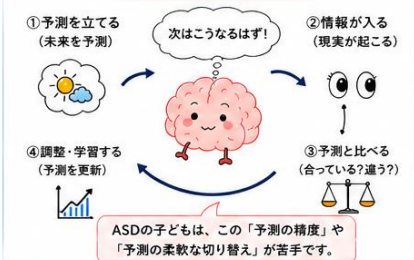 ①予測を立てる
(未来を予測)
次はこうなるはず!
②情報が入る
(現実が起こる)
③予測と比べる
(合っている?違う?)
④調整・学習する
(予測を更新)
ASDの子どもは、この「予測の精度」や
「予測の柔軟な切り替え」が苦手です。